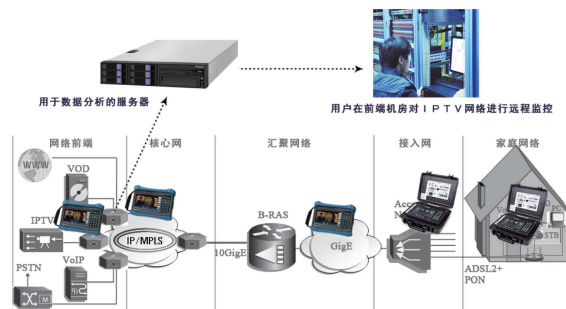 用于数据分析的服务器
用户在前端机房对IPTV网络进行远程监控
网络前端
核心网
汇聚网络
接入网
家庭网络
WWW
VOD
IPTV
IP/MPLS
B-RAS
10GigE
GigE
Acc
N
PC
STB
VoIP
PSTN
M
ADSL2+
PON